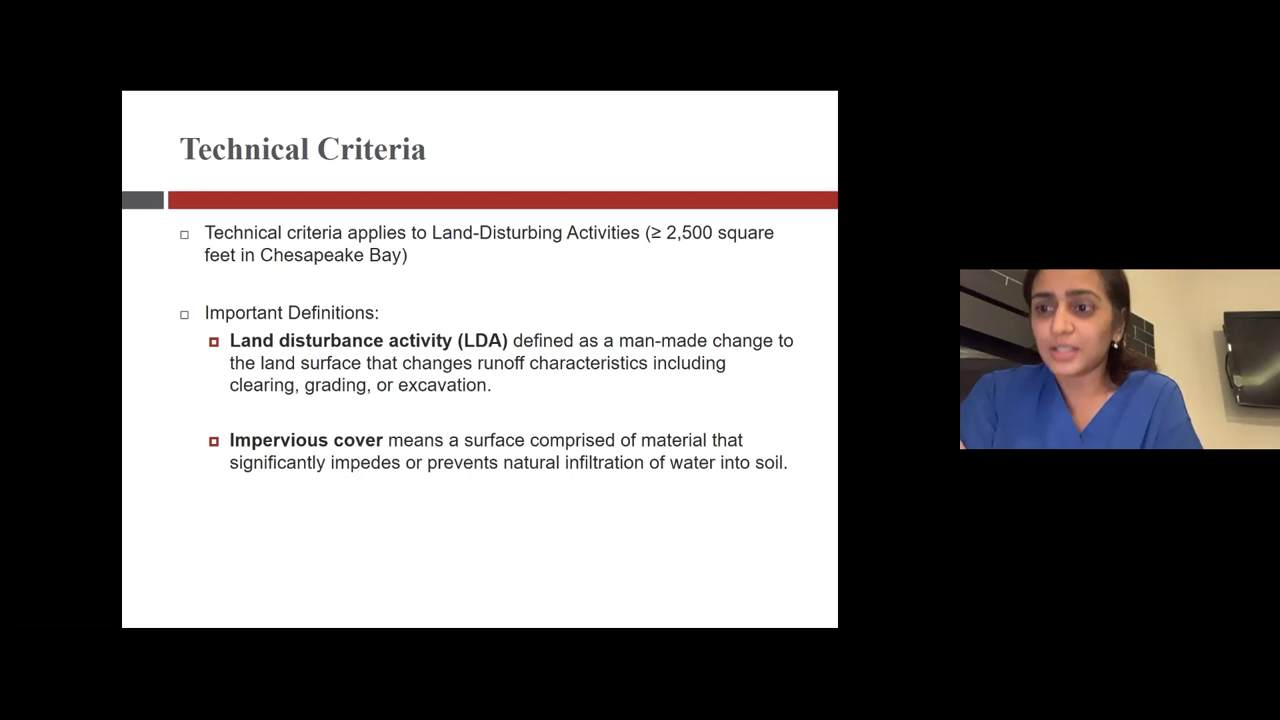 Technical Criteria
Technical criteria applies to Land-Disturbing Activities (≥ 2,500 square
feet in Chesapeake Bay)
Important Definitions:
Land disturbance activity (LDA) defined as a man-made change to
the land surface that changes runoff characteristics including
clearing, grading, or excavation.
Impervious cover means a surface comprised of material that
significantly impedes or prevents natural infiltration of water into soil.